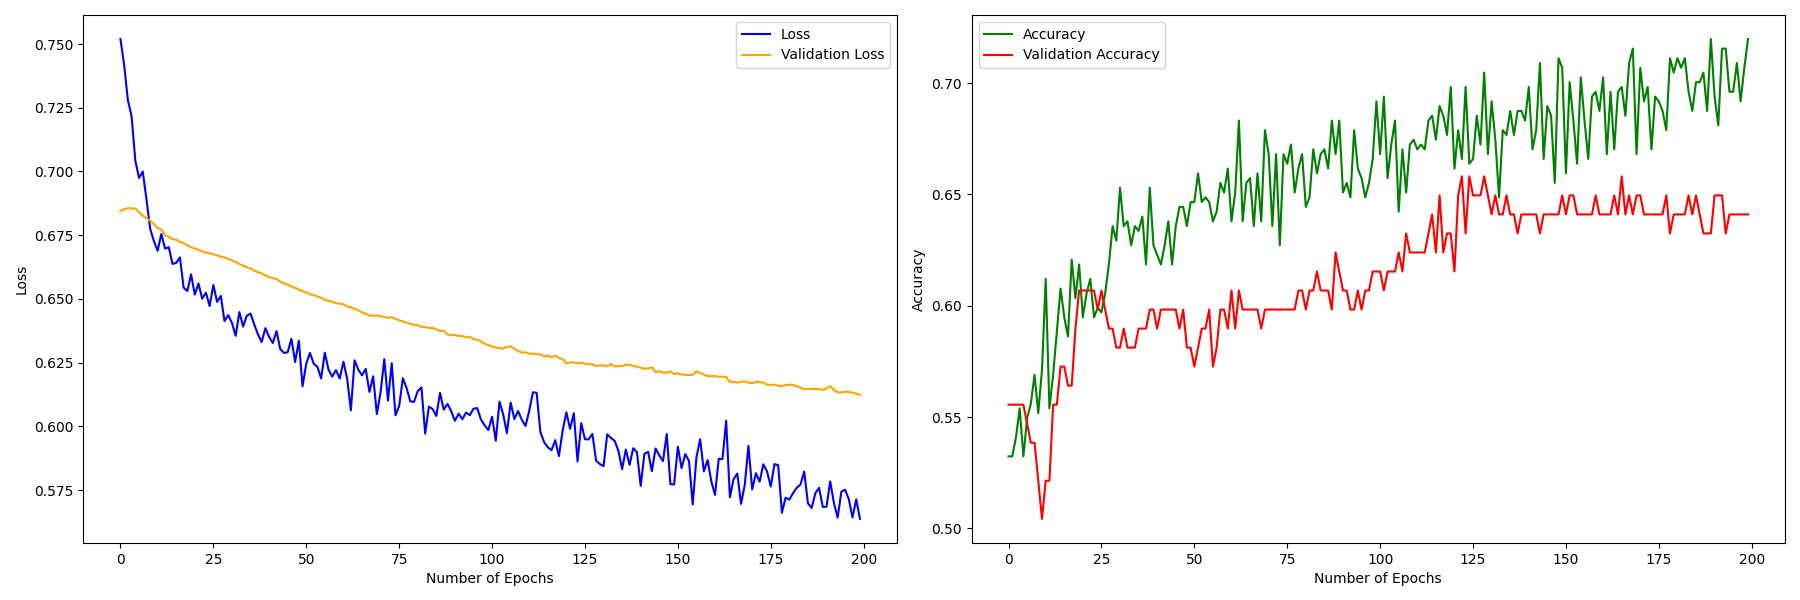 0.750
0.725
0.700
0.675
0.650
0.625
0.600
0.575
Loss
0 25 50 75 100 125 150 175 200
Number of Epochs
Loss
Validation Loss
0.70
0.65
0.60
0.55
0.50
Accuracy
0 25 50 75 100 125 150 175 200
Number of Epochs
Accuracy
Validation Accuracy